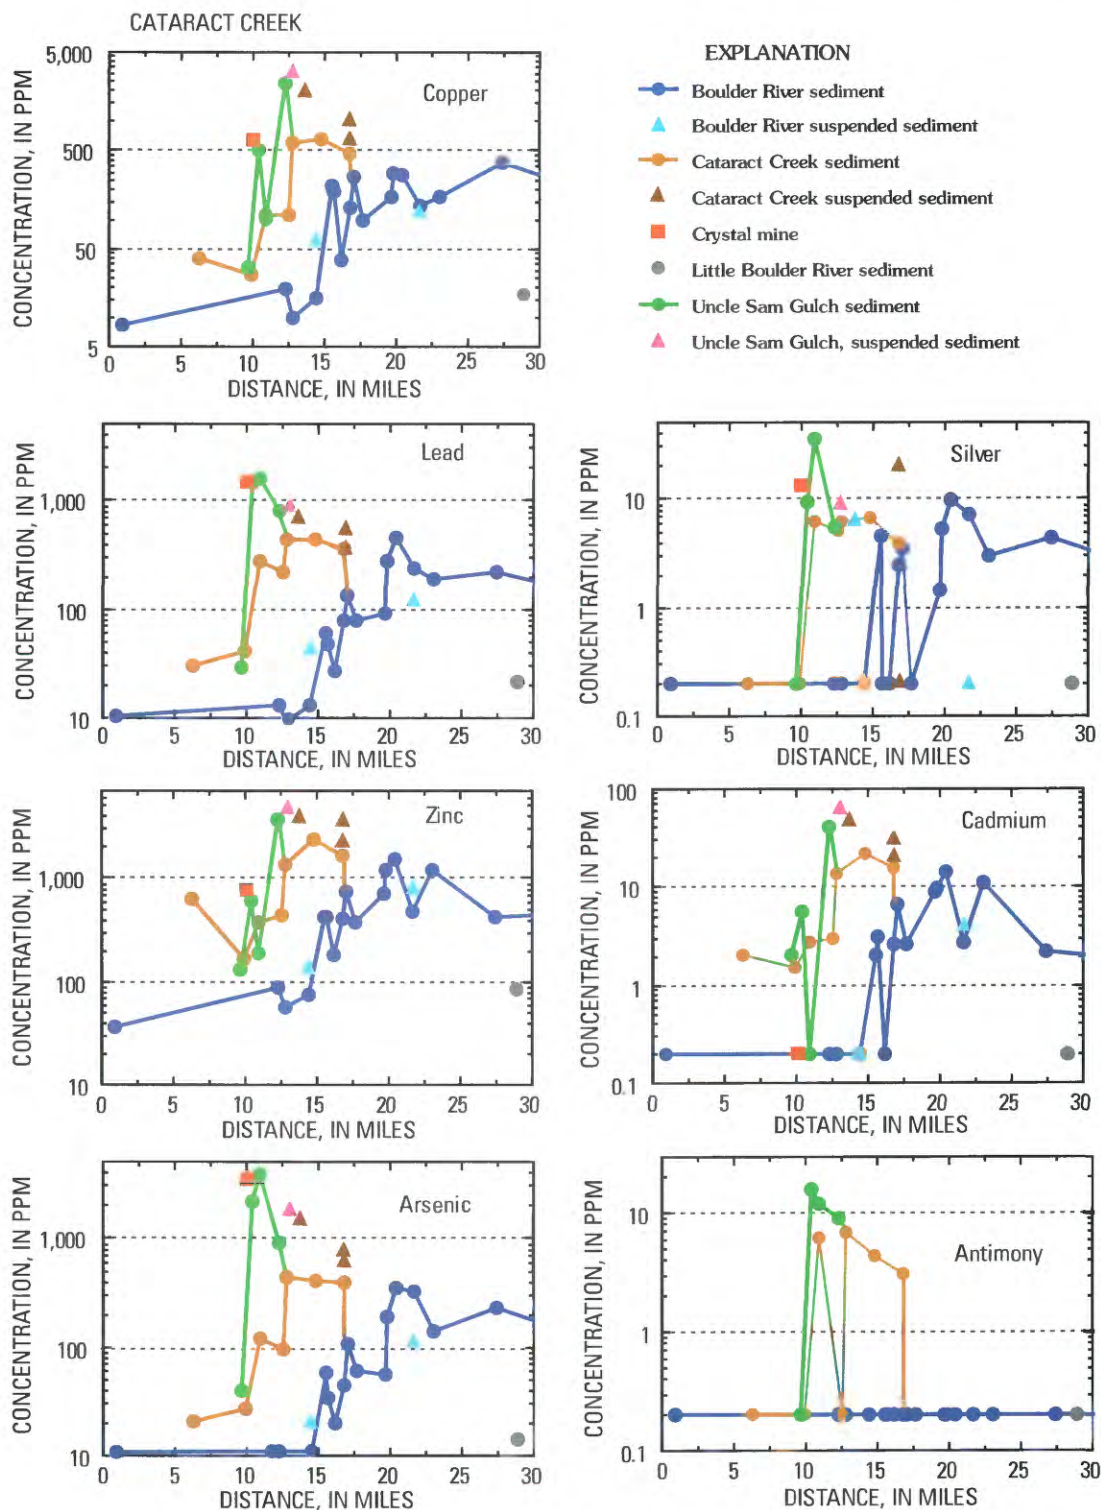 CATARACT CREEK
5,000
500
50
5
CONCENTRATION, IN PPM
Copper
0 5 10 15 20 25 30
DISTANCE, IN MILES
EXPLANATION
Boulder River sediment
Boulder River suspended sediment
Cataract Creek sediment
Cataract Creek suspended sediment
Crystal mine
Little Boulder River sediment
Uncle Sam Gulch sediment
Uncle Sam Gulch, suspended sediment
Lead
1,000
100
10
CONCENTRATION, IN PPM
0 5 10 15 20 25 30
DISTANCE, IN MILES
Silver
10
1
0.1
CONCENTRATION, IN PPM
0 5 10 15 20 25 30
DISTANCE, IN MILES
Zinc
1,000
100
10
CONCENTRATION, IN PPM
0 5 10 15 20 25 30
DISTANCE, IN MILES
100
Cadmium
10
1
0.1
CONCENTRATION, IN PPM
0 5 10 15 20 25 30
DISTANCE, IN MILES
Arsenic
1,000
100
10
CONCENTRATION, IN PPM
0 5 10 15 20 25 30
DISTANCE, IN MILES
10
Antimony
1
0.1
CONCENTRATION, IN PPM
0 5 10 15 20 25 30
DISTANCE, IN MILES